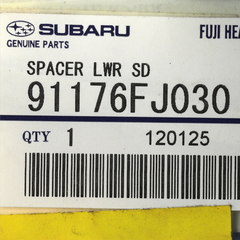 SUBARU FUJI HEA
GENUINE PARTS
SPACER LWR SD
91176FJ030
QTY 1 120125